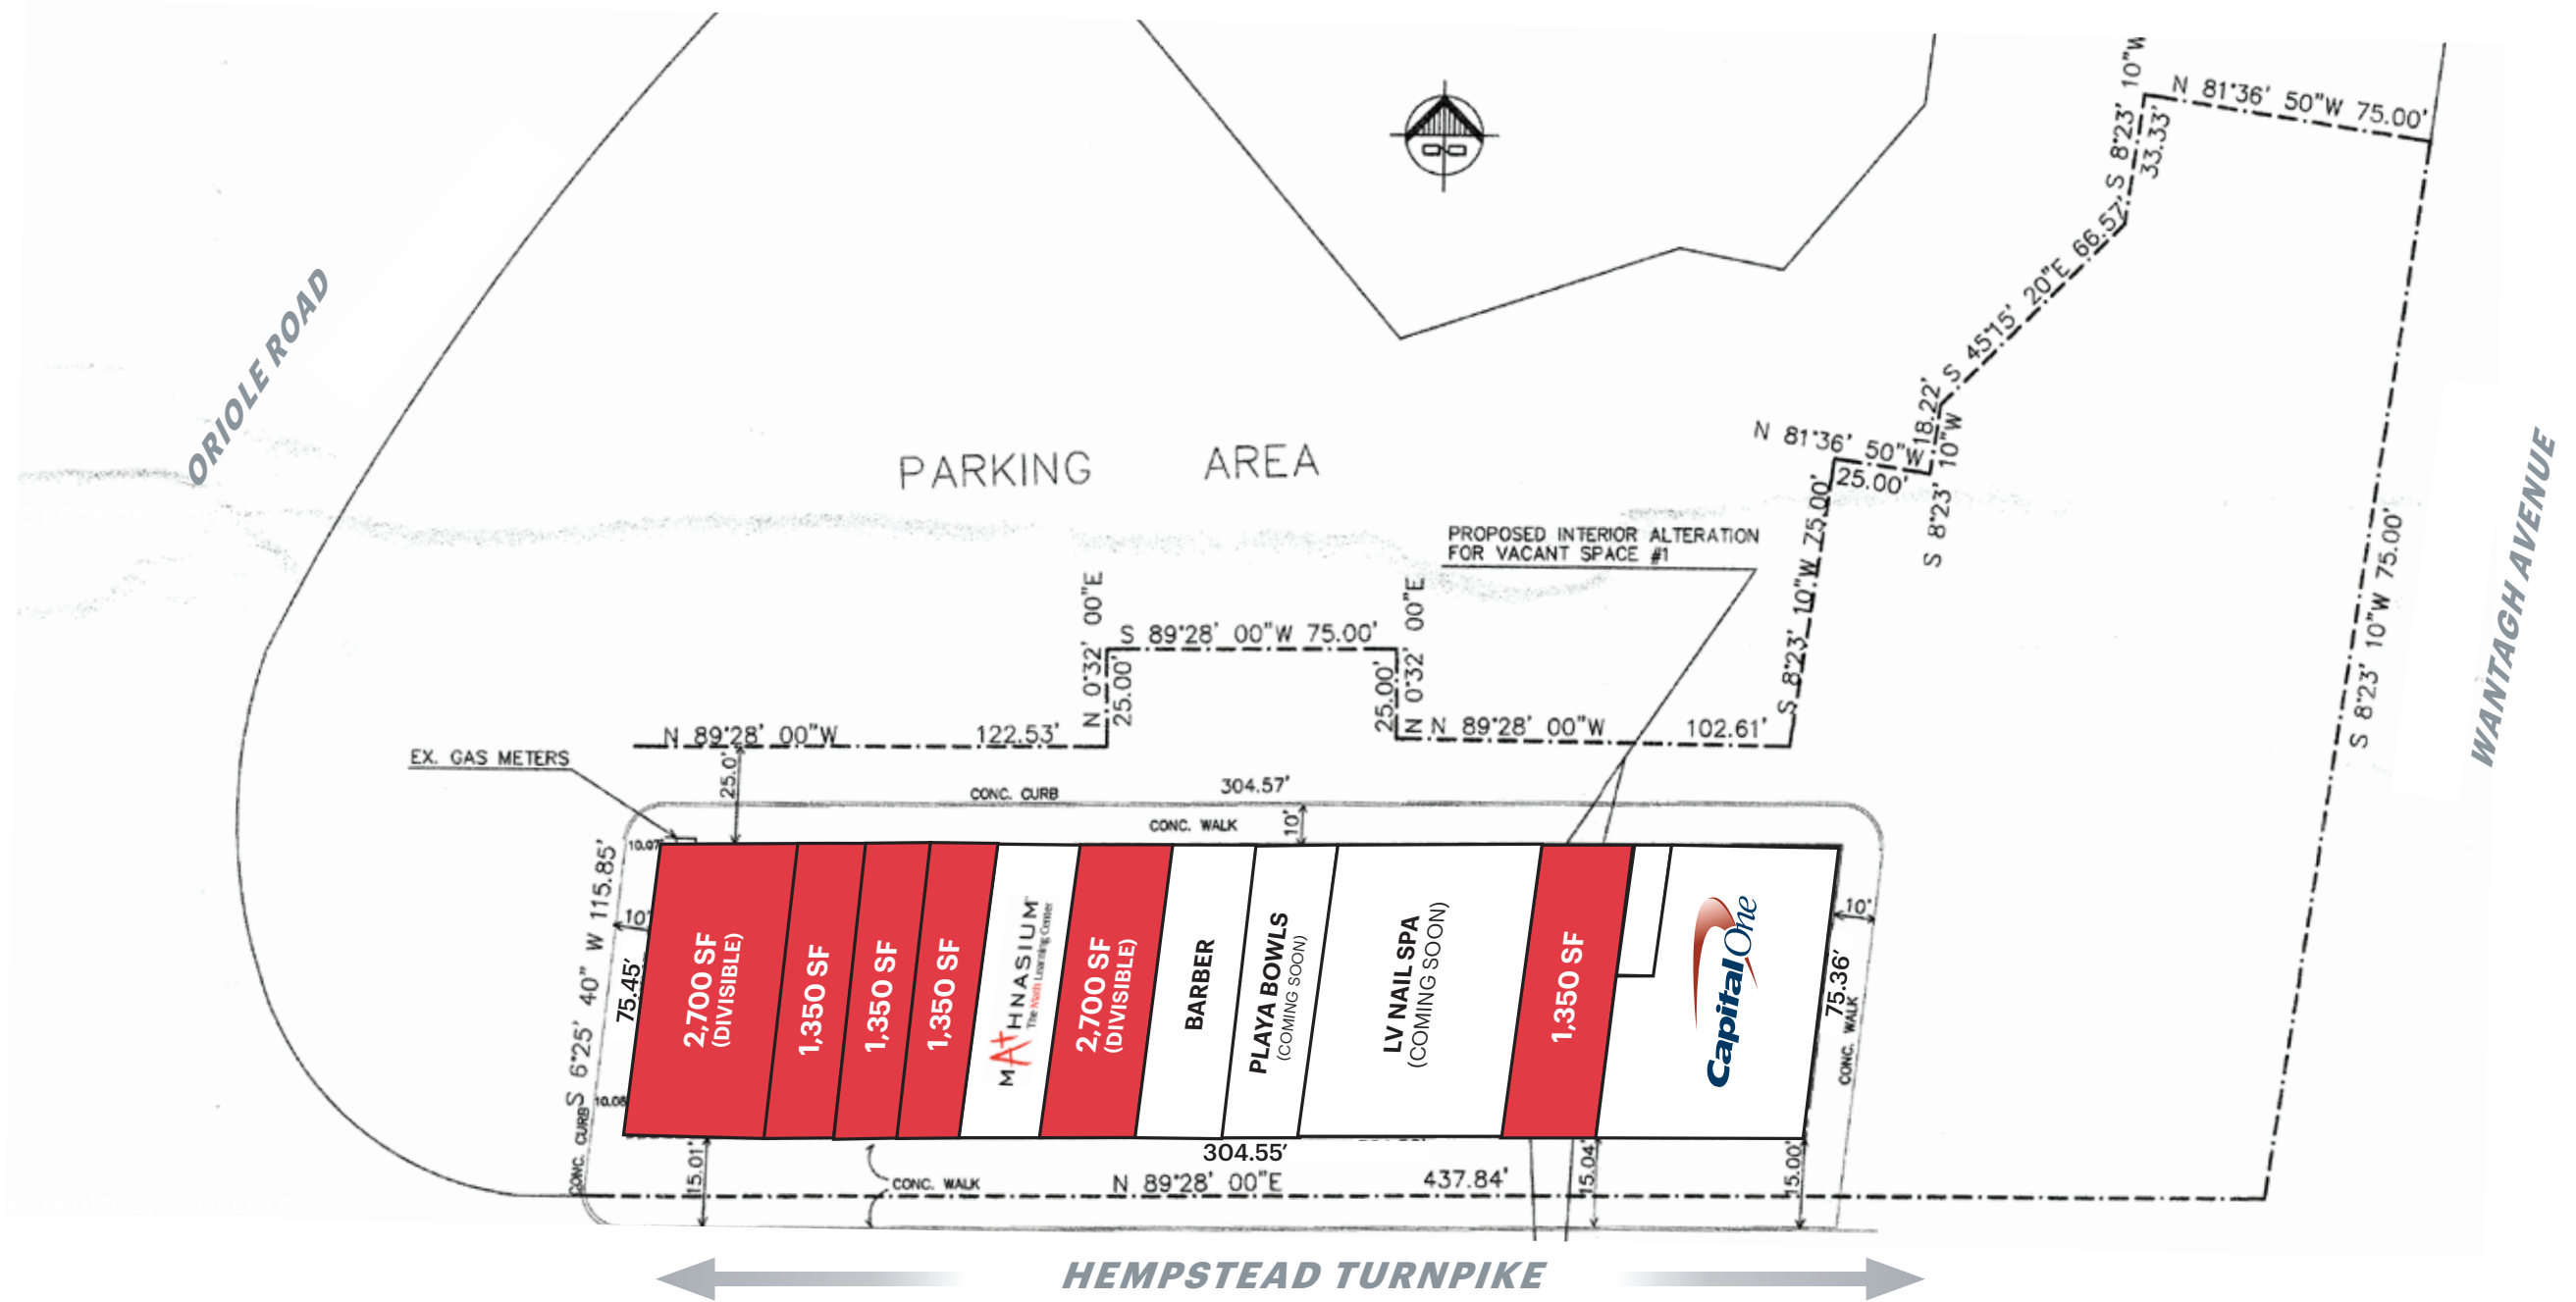 N 81°36' 50"W 75.00'
S 8°23' 10"W
33.33'
ORIOLE ROAD
S 45°15' 20"E 66.57'
18.22'
S 8°23' 10"W
N 81°36' 50"W
25.00'
PARKING AREA
WANTAGH AVENUE
S 8°23' 10"W 75.00'
S 8°23' 10"W 75.00'
PROPOSED INTERIOR ALTERATION
FOR VACANT SPACE #1
N 0°32' 00"E
25.00'
S 89°28' 00"W 75.00'
25.00'
N 0°32' 00"E
N 89°28' 00"W 122.53'
N 89°28' 00"W 102.61'
EX. GAS METERS
25.0'
304.57'
CONC. CURB
CONC. WALK
10'
10.07'
S 6°25' 40" W 115.85'
10'
75.45'
10.08'
CONC. CURB
2,700 SF
(DIVISIBLE)
1,350 SF
1,350 SF
1,350 SF
MATHNASIUM
The Math Learning Center
2,700 SF
(DIVISIBLE)
BARBER
PLAYA BOWLS
(COMING SOON)
LV NAIL SPA
(COMING SOON)
1,350 SF
Capital One
10'
75.36'
CONC. WALK
304.55'
15.01'
CONC. WALK
N 89°28' 00"E 437.84'
15.04'
15.00'
HEMPSTEAD TURNPIKE